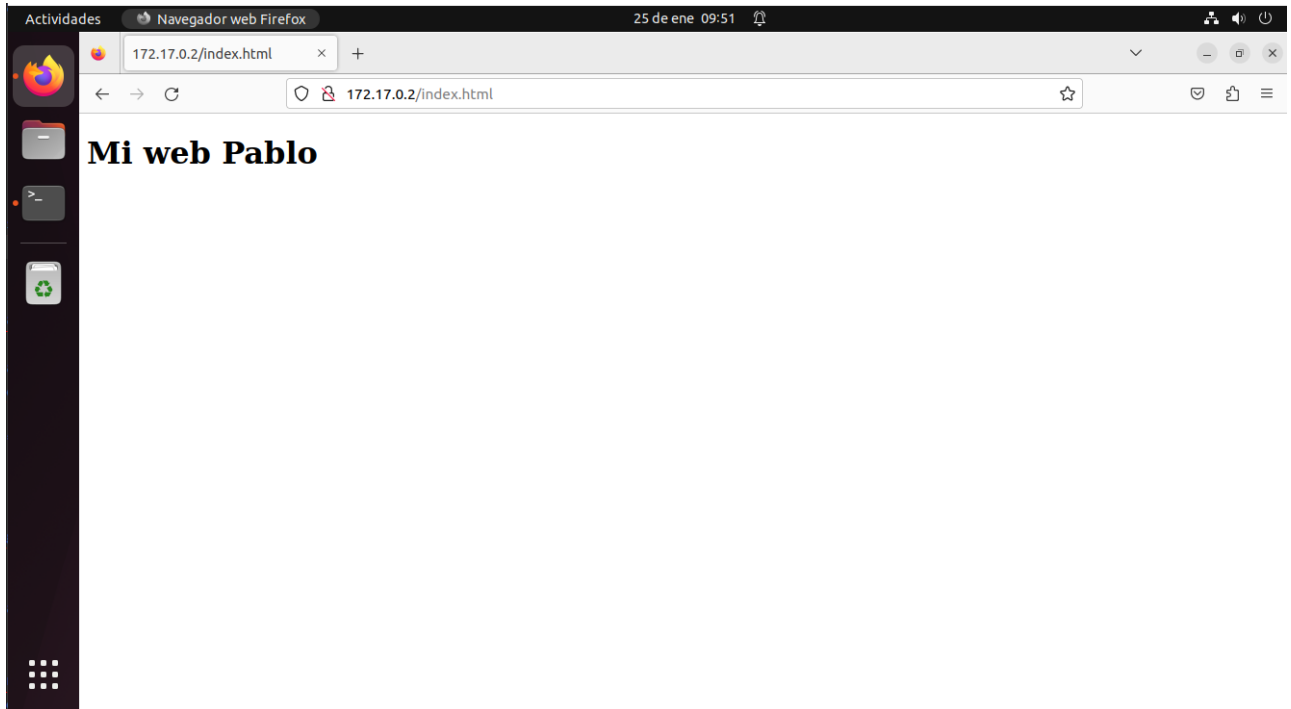 Actividades Navegador web Firefox 25 de ene 09:51
172.17.0.2/index.html
172.17.0.2/index.html
Mi web Pablo